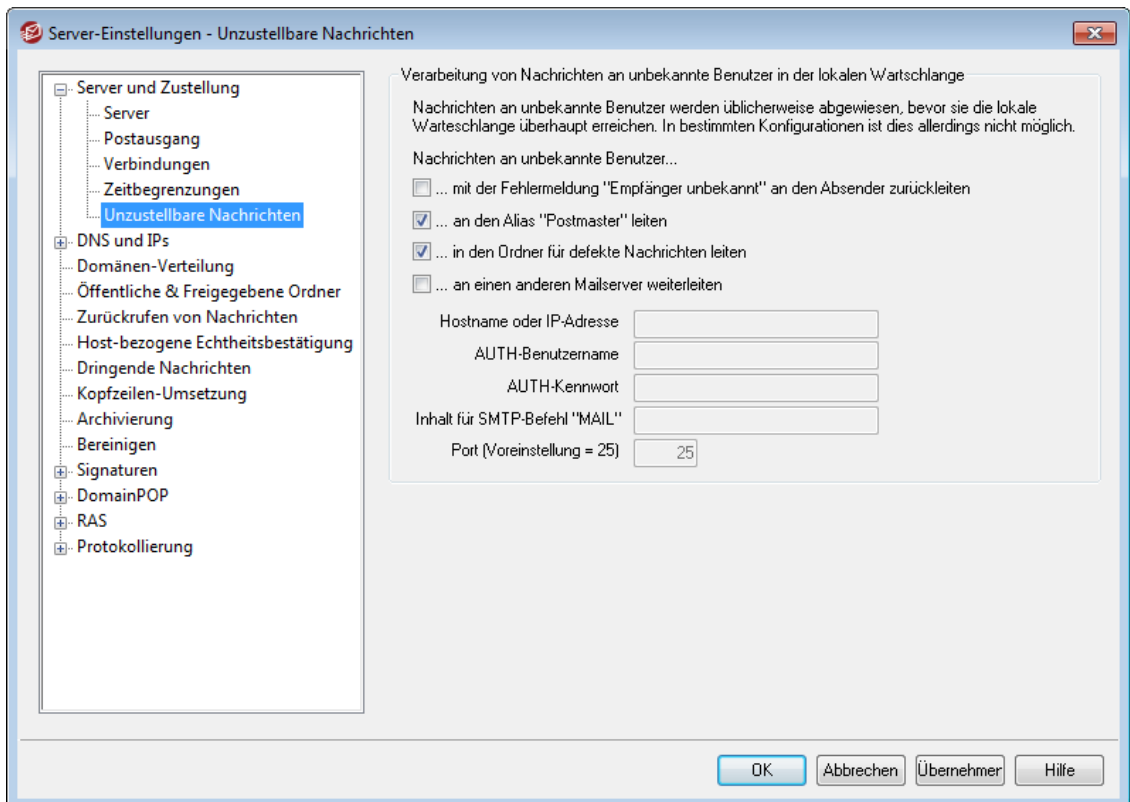 Server-Einstellungen - Unzustellbare Nachrichten
Server und Zustellung
Server
Postausgang
Verbindungen
Zeitbegrenzungen
Unzustellbare Nachrichten
DNS und IPs
Domänen-Verteilung
Öffentliche & Freigegebene Ordner
Zurückrufen von Nachrichten
Host-bezogene Echtheitsbestätigung
Dringende Nachrichten
Kopfzeilen-Umsetzung
Archivierung
Bereinigen
Signaturen
DomainPOP
RAS
Protokollierung
Verarbeitung von Nachrichten an unbekannte Benutzer in der lokalen Wartschlange
Nachrichten an unbekannte Benutzer werden üblicherweise abgewiesen, bevor sie die lokale
Warteschlange überhaupt erreichen. In bestimmten Konfigurationen ist dies allerdings nicht möglich.
Nachrichten an unbekannte Benutzer...
... mit der Fehlermeldung "Empfänger unbekannt" an den Absender zurückleiten
... an den Alias "Postmaster" leiten
... in den Ordner für defekte Nachrichten leiten
... an einen anderen Mailserver weiterleiten
Hostname oder IP-Adresse
AUTH-Benutzername
AUTH-Kennwort
Inhalt für SMTP-Befehl "MAIL"
Port (Voreinstellung = 25) 25
OK Abbrechen Übernehmer Hilfe